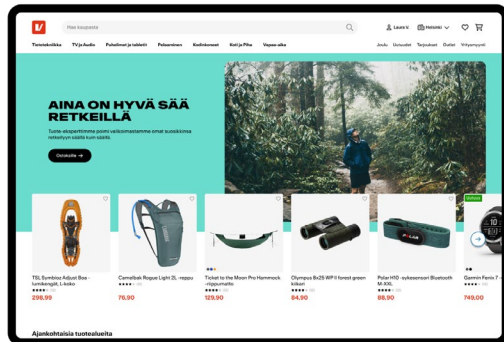 Hae kaupasta
Laura V.
Helsinki
Tietotekniikka TV ja Audio Puhelimet ja tabletit Pelaaminen Kodinkoneet Koti ja Piha Vapaa-aika
Joulu Uutuudet Tarjoukset Outlet Yritysmyynti
AINA ON HYVÄ SÄÄ
RETKEILLÄ
Tuote-eksperttimme poimi valikoimastamme omat suosikkinsa
retkeilyyn säällä kuin säällä.
Ostoksille →
Uutuus
POLAR
TSL Symbioz Adjust Boa -
lumikengät, L-koko
298,99
Camelbak Rogue Light 2L -reppu
76,90
Ticket to the Moon Pro Hammock
-riippumatto
129,90
Olympus 8x25 WP II forest green
kiikari
84,90
Polar H10 -sykesensori Bluetooth
M-XXL
88,90
Garmin Fenix 7
749,00
Ajankohtaisia tuotealueita